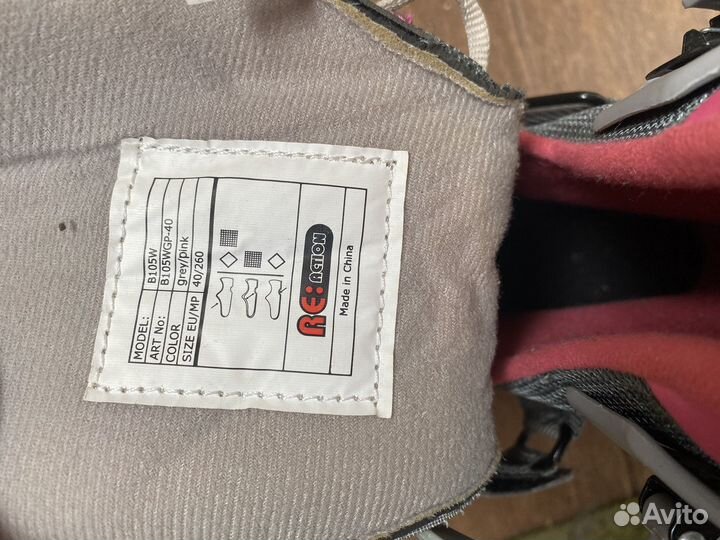 MODEL: B105W
ART No: B105WGP-40
COLOR grey/pink
SIZE EU/MP 40/260
RE:ACTION
Made in China
Avito